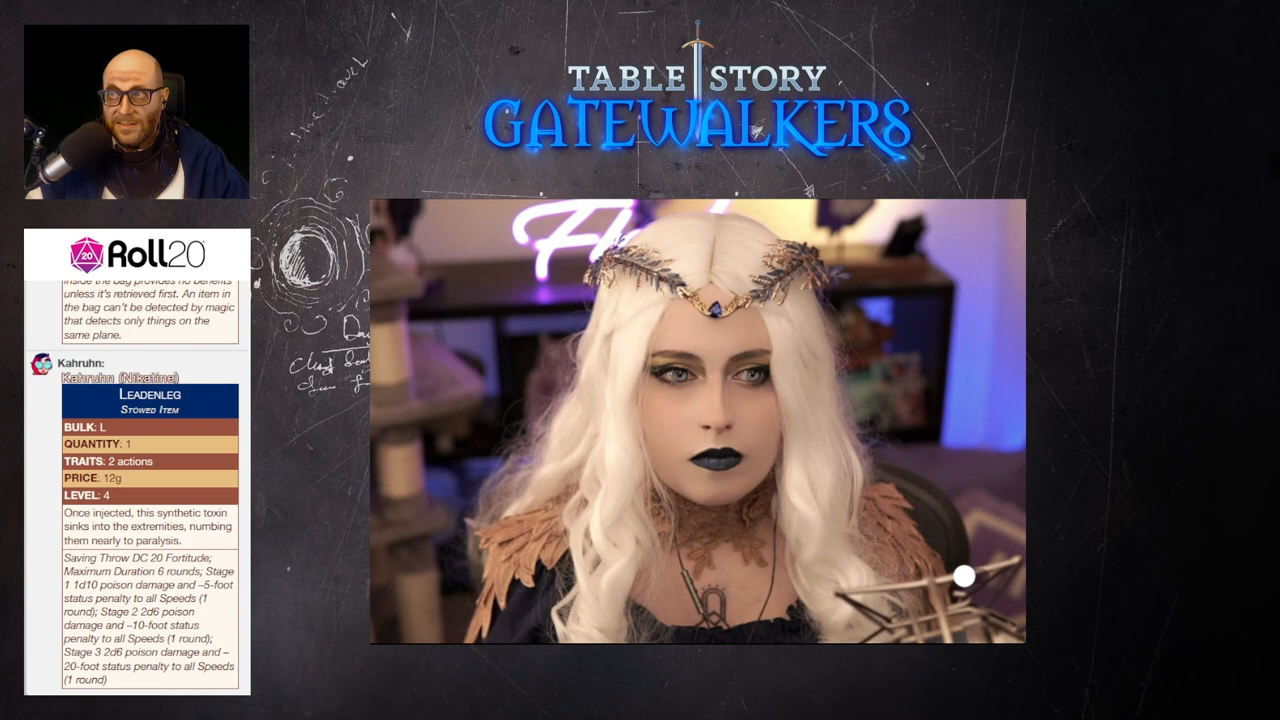 TABLE STORY
GATEWALKERS
Roll20
inside the bag provides no benefits
unless it's retrieved first. An item in
the bag can't be detected by magic
that detects only things on the
same plane.
Kahruhn:
Kahruhn (Nikatine)
LEADENLEG
STOWED ITEM
BULK: L
QUANTITY: 1
TRAITS: 2 actions
PRICE: 12g
LEVEL: 4
Once injected, this synthetic toxin
sinks into the extremities, numbing
them nearly to paralysis.
Saving Throw DC 20 Fortitude;
Maximum Duration 6 rounds; Stage
1 1d10 poison damage and –5-foot
status penalty to all Speeds (1
round); Stage 2 2d6 poison
damage and –10-foot status
penalty to all Speeds (1 round);
Stage 3 2d6 poison damage and –
20-foot status penalty to all Speeds
(1 round)